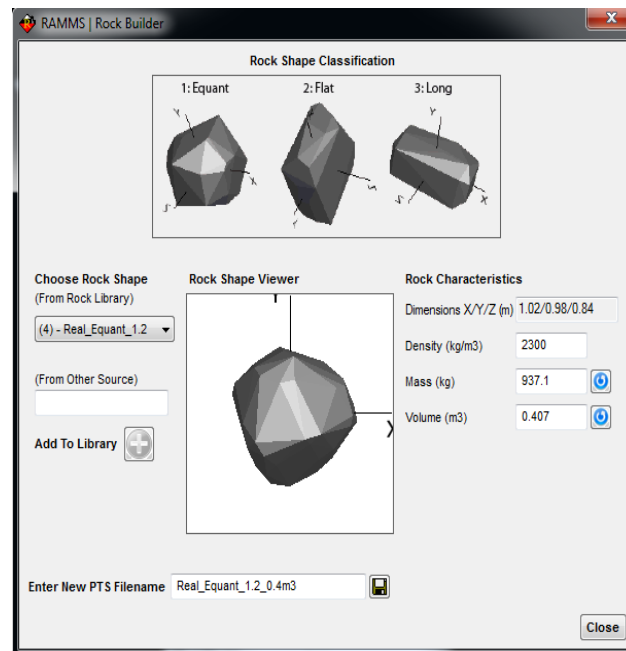 RAMMS | Rock Builder
Rock Shape Classification
1: Equant 2: Flat 3: Long
Y X Z
X Z Y
Y Z X
Choose Rock Shape
(From Rock Library)
(4) - Real_Equant_1.2
(From Other Source)
Add To Library
Rock Shape Viewer
X
Rock Characteristics
Dimensions X/Y/Z (m) 1.02/0.98/0.84
Density (kg/m3) 2300
Mass (kg) 937.1
Volume (m3) 0.407
Enter New PTS Filename Real_Equant_1.2_0.4m3
Close